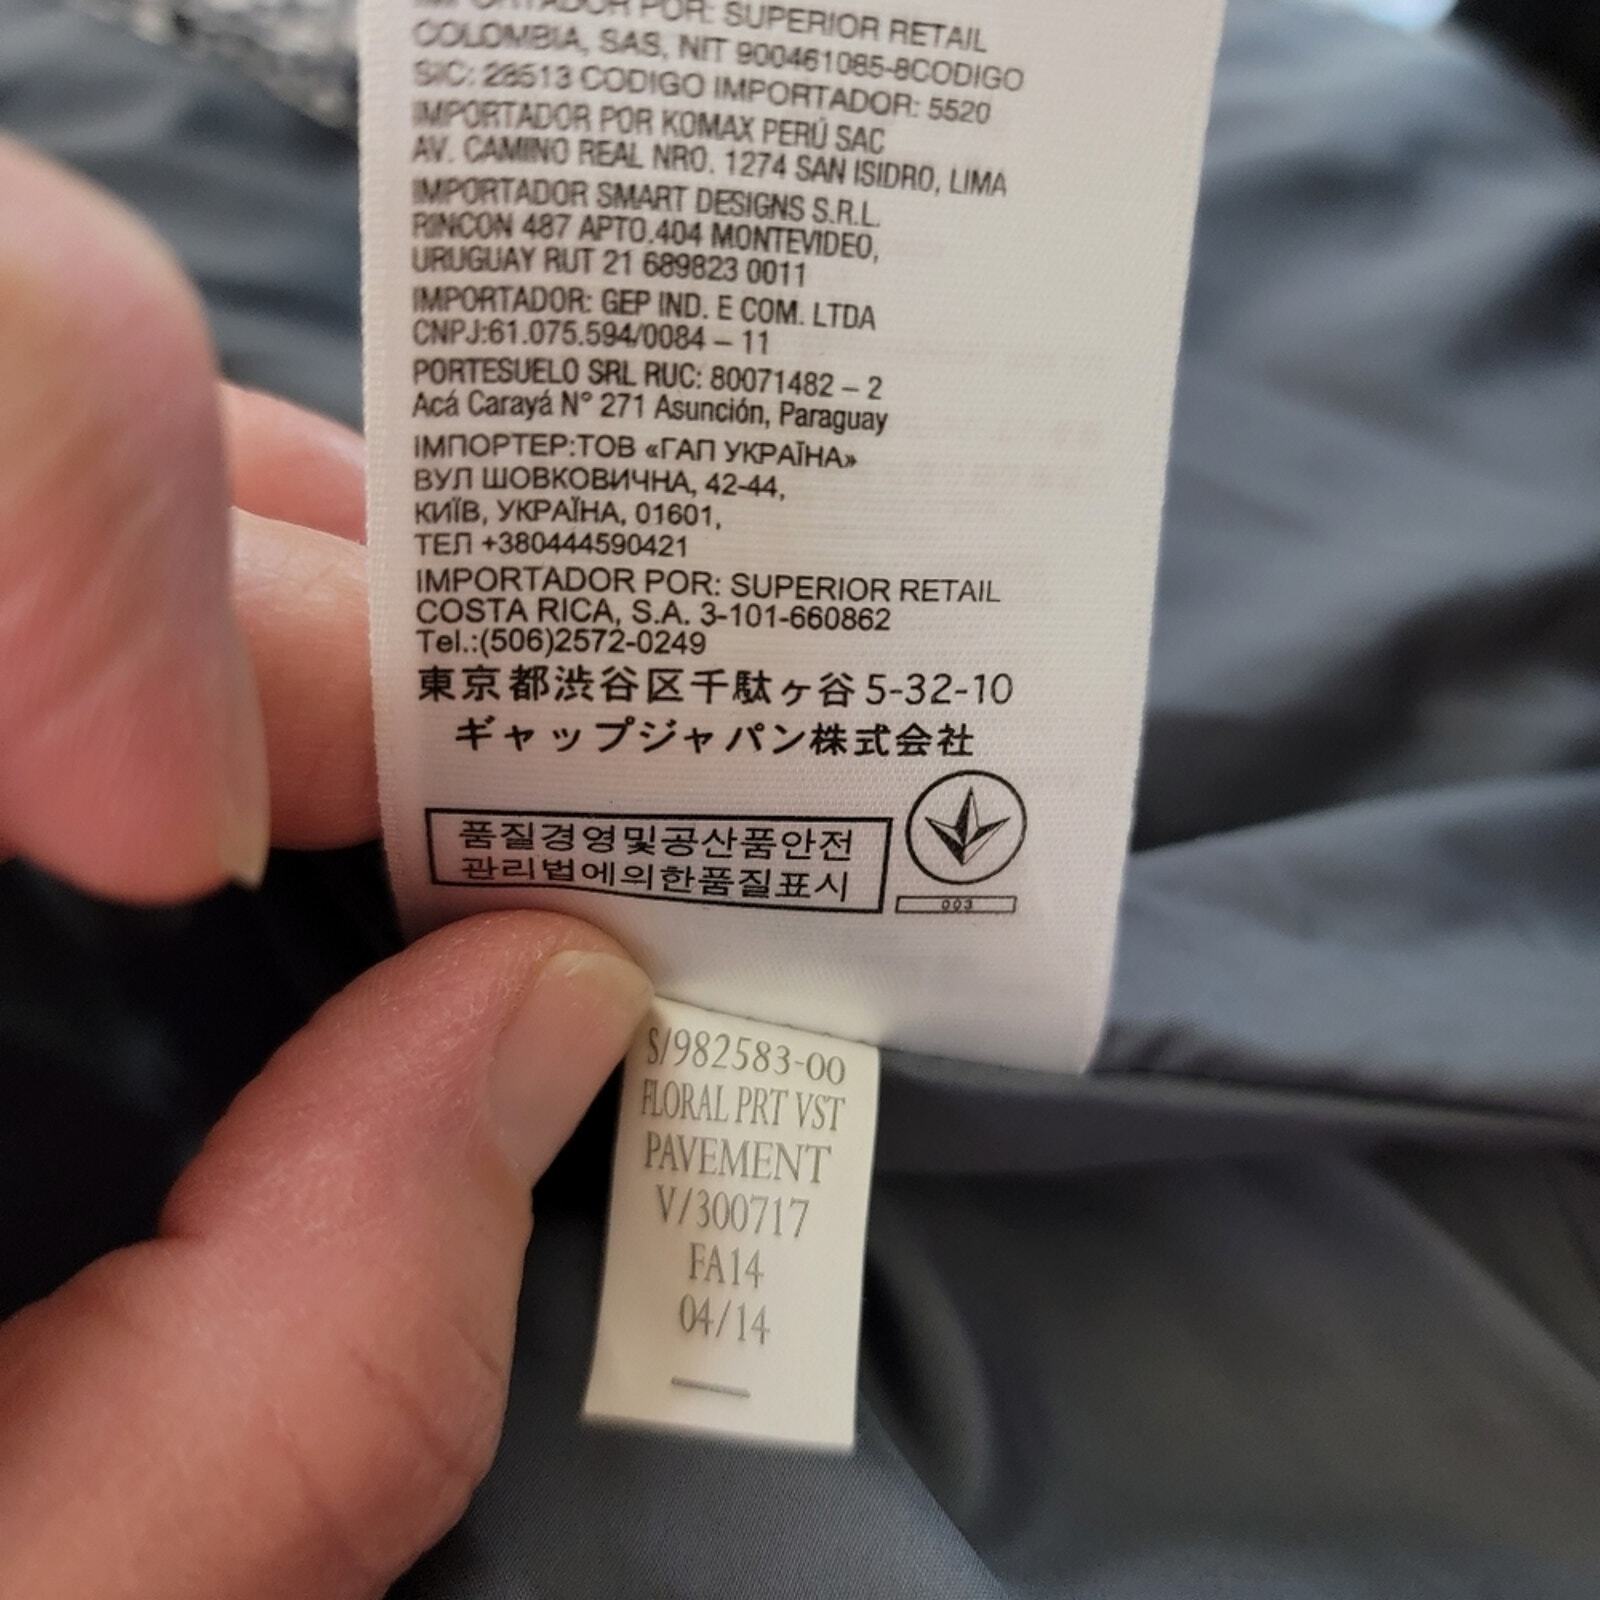 IMPORTADOR POR: SUPERIOR RETAIL
COLOMBIA, SAS, NIT 900461085-8CODIGO
SIC: 28513 CODIGO IMPORTADOR: 5520
IMPORTADOR POR KOMAX PERÚ SAC
AV. CAMINO REAL NRO. 1274 SAN ISIDRO, LIMA
IMPORTADOR SMART DESIGNS S.R.L.
RINCON 487 APTO.404 MONTEVIDEO,
URUGUAY RUT 21 689823 0011
IMPORTADOR: GEP IND. E COM. LTDA
CNPJ:61.075.594/0084 – 11
PORTESUELO SRL RUC: 80071482 – 2
Acá Carayá N° 271 Asunción, Paraguay
ІМПОРТЕР:ТОВ «ГАП УКРАЇНА»
ВУЛ ШОВКОВИЧНА, 42-44,
КИЇВ, УКРАЇНА, 01601,
ТЕЛ +380444590421
IMPORTADOR POR: SUPERIOR RETAIL
COSTA RICA, S.A. 3-101-660862
Tel.:(506)2572-0249
東京都渋谷区千駄ヶ谷5-32-10
ギャップジャパン株式会社
품질경영및공산품안전
관리법에의한품질표시
003
S/982583-00
FLORAL PRT VST
PAVEMENT
V/300717
FA14
04/14